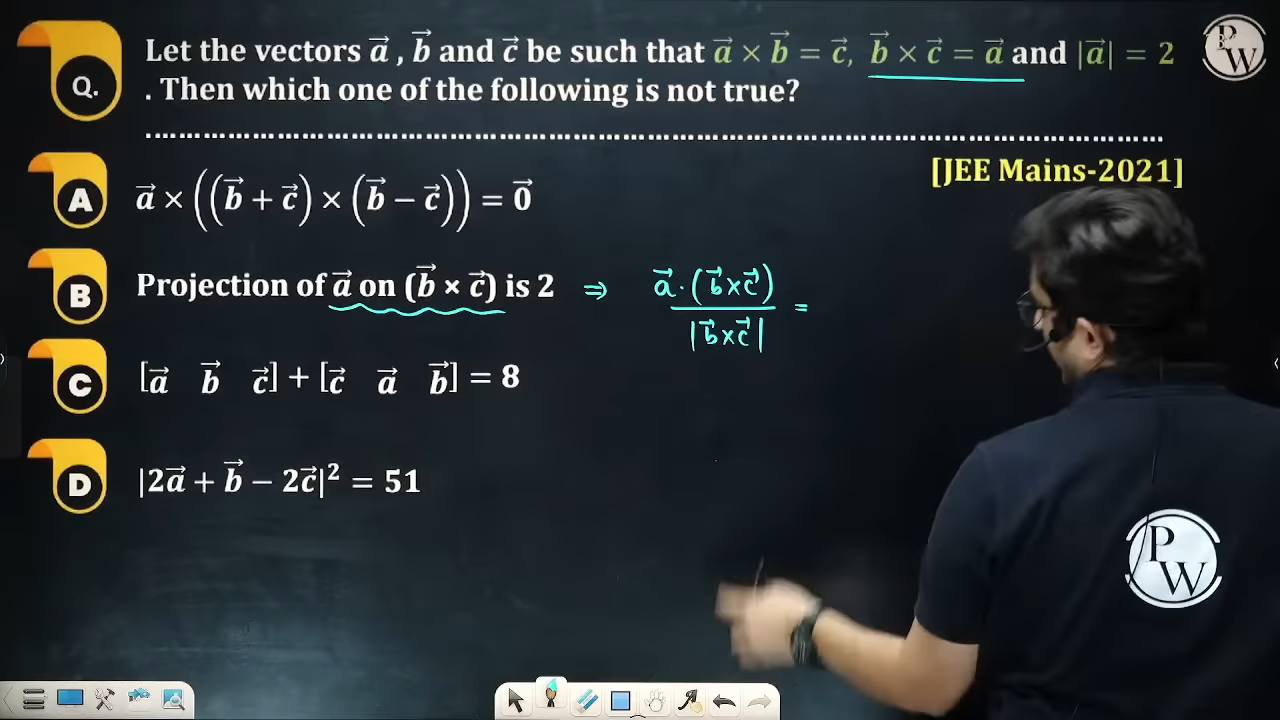 Q.
Let the vectors a⃗ , b⃗ and c⃗ be such that a⃗ × b⃗ = c⃗, b⃗ × c⃗ = a⃗ and |a⃗| = 2
. Then which one of the following is not true?
[JEE Mains-2021]
A a⃗ × ((b⃗ + c⃗) × (b⃗ − c⃗)) = 0⃗
B Projection of a⃗ on (b⃗ × c⃗) is 2 ⇒ a⃗·(b⃗×c⃗) / |b⃗×c⃗| =
C [a⃗ b⃗ c⃗] + [c⃗ a⃗ b⃗] = 8
D |2a⃗ + b⃗ − 2c⃗|² = 51
PW
PW